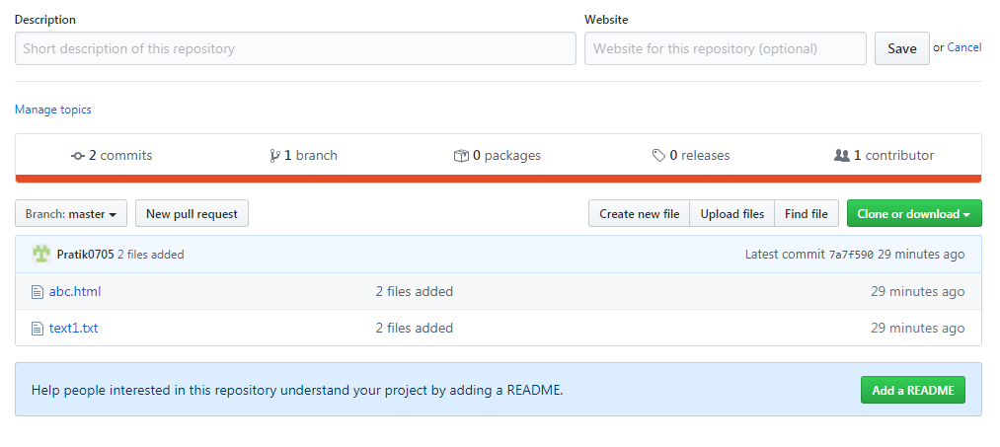 Description Website
Short description of this repository Website for this repository (optional) Save or Cancel
Manage topics
2 commits 1 branch 0 packages 0 releases 1 contributor
Branch: master New pull request Create new file Upload files Find file Clone or download
Pratik0705 2 files added Latest commit 7a7f590 29 minutes ago
abc.html 2 files added 29 minutes ago
text1.txt 2 files added 29 minutes ago
Help people interested in this repository understand your project by adding a README. Add a README